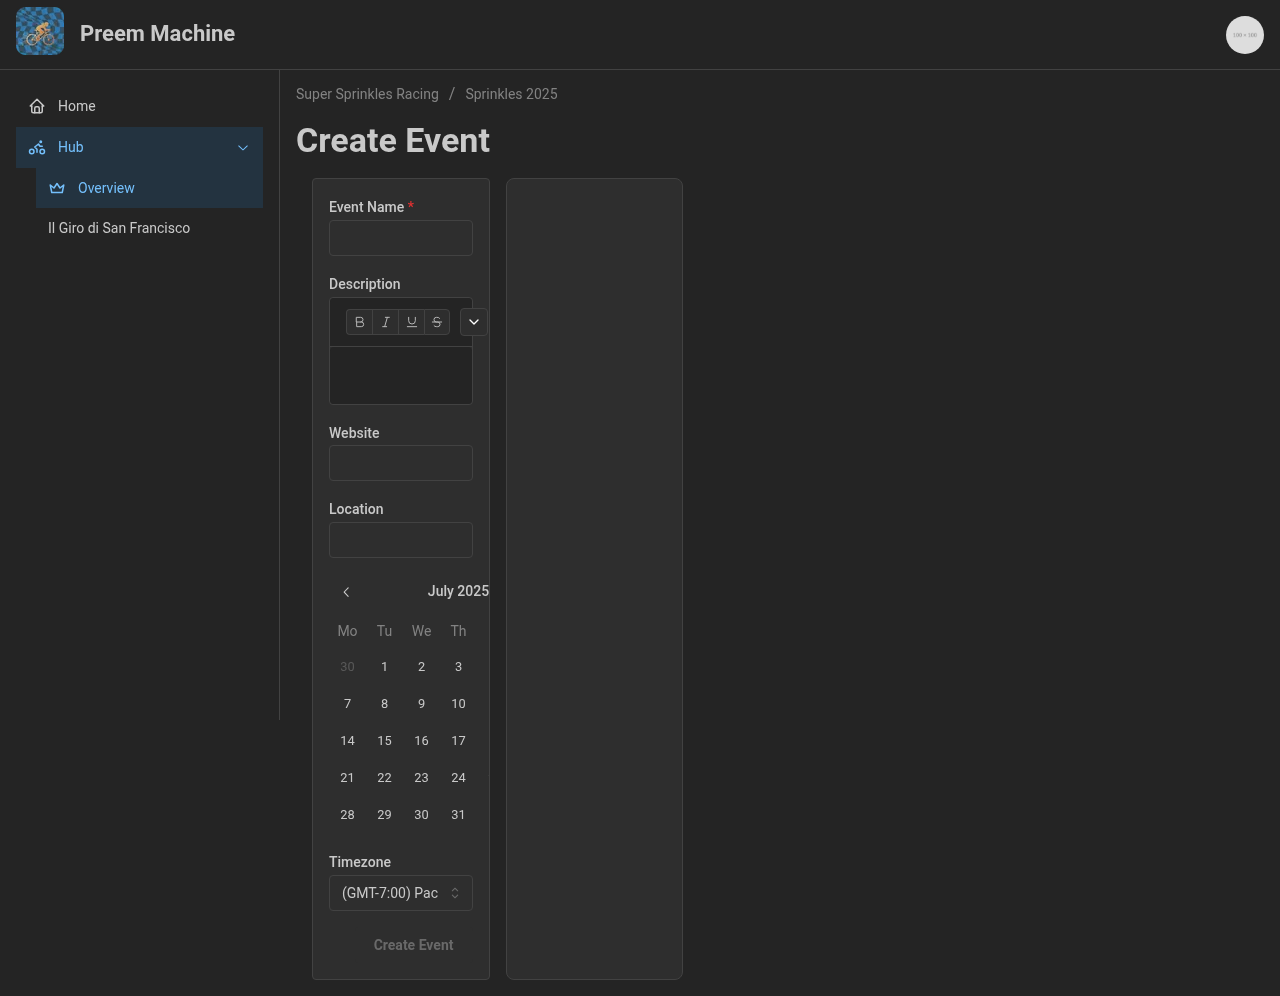 Preem Machine
100 × 100
Home
Hub
Overview
Il Giro di San Francisco
Super Sprinkles Racing / Sprinkles 2025
Create Event
Event Name *
Description
B I U S
Website
Location
July 2025
Mo Tu We Th
30 1 2 3
7 8 9 10
14 15 16 17
21 22 23 24
28 29 30 31
Timezone
(GMT-7:00) Pac
Create Event